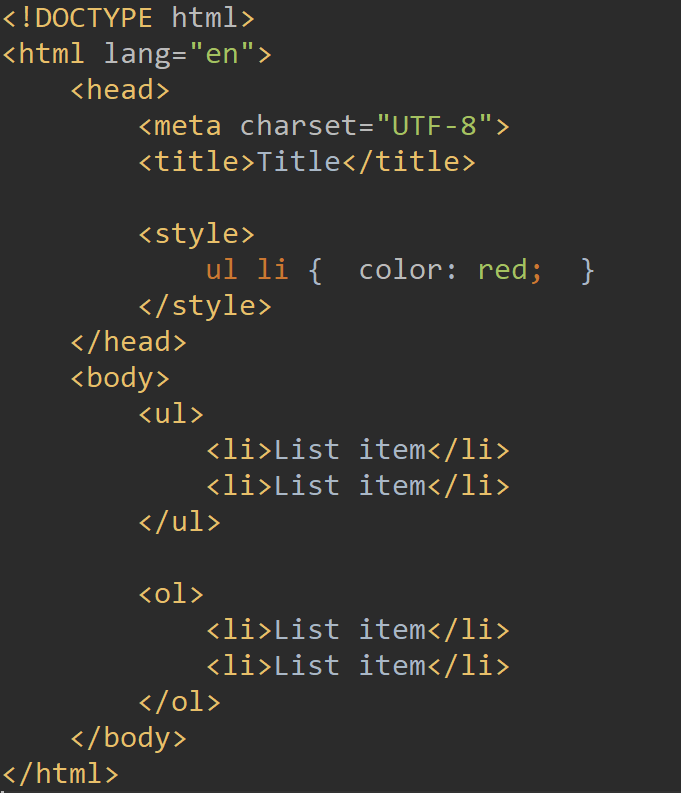 <!DOCTYPE html>
<html lang="en">
    <head>
        <meta charset="UTF-8">
        <title>Title</title>

        <style>
            ul li {  color: red;  }
        </style>
    </head>
    <body>
        <ul>
            <li>List item</li>
            <li>List item</li>
        </ul>

        <ol>
            <li>List item</li>
            <li>List item</li>
        </ol>
    </body>
</html>